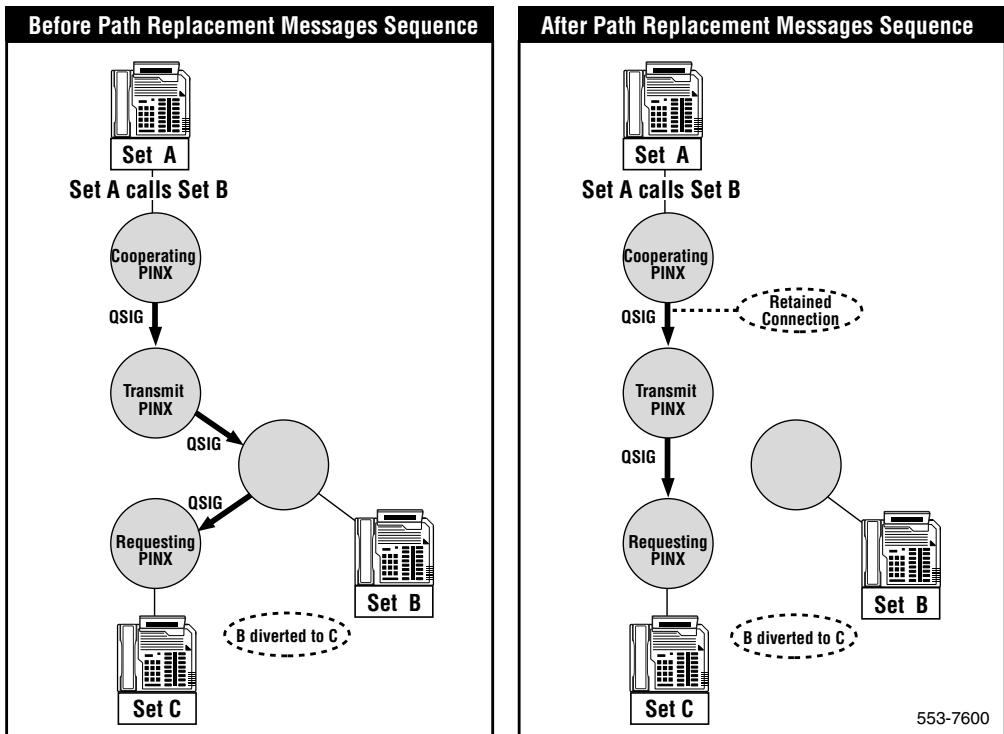 Before Path Replacement Messages Sequence
Set A
Set A calls Set B
Cooperating
PINX
QSIG
Transmit
PINX
QSIG
QSIG
Requesting
PINX
Set B
B diverted to C
Set C
After Path Replacement Messages Sequence
Set A
Set A calls Set B
Cooperating
PINX
QSIG
Retained
Connection
Transmit
PINX
QSIG
Requesting
PINX
Set B
B diverted to C
Set C
553-7600